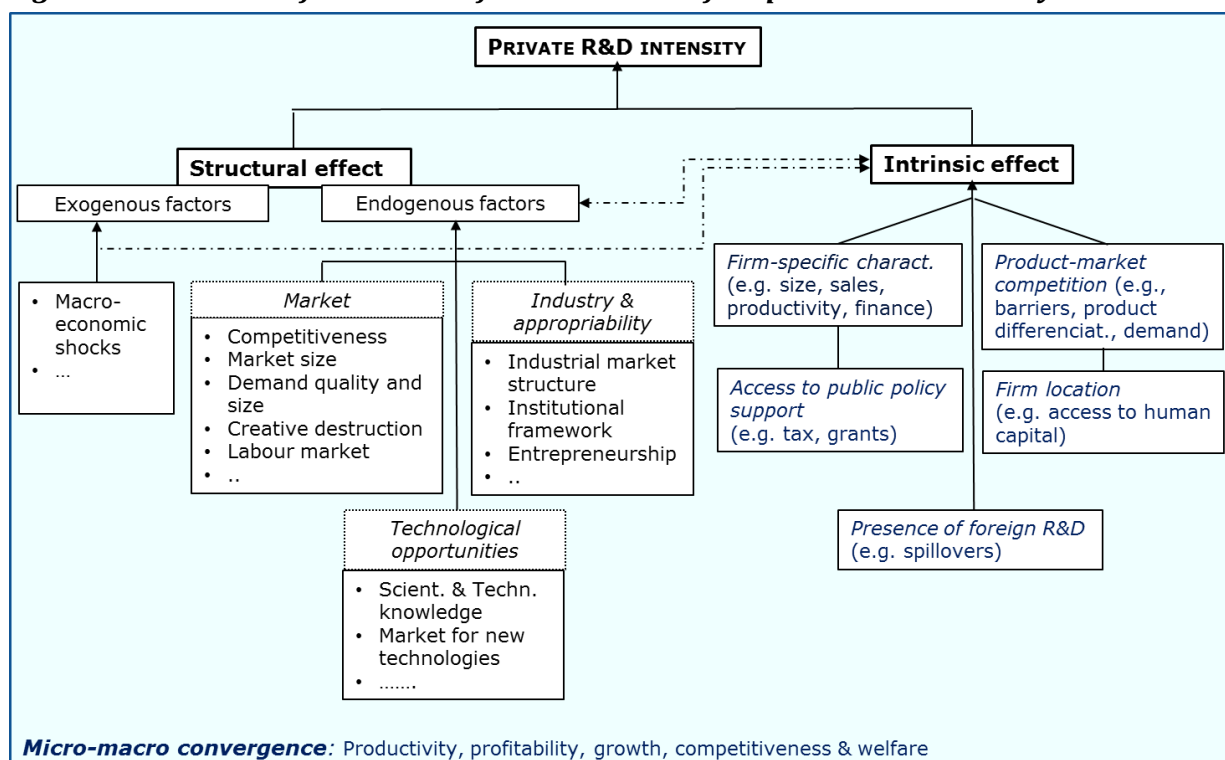 PRIVATE R&D INTENSITY
Structural effect
Intrinsic effect
Exogenous factors
Endogenous factors
• Macro-
economic
shocks
• ...
Market
• Competitiveness
• Market size
• Demand quality and
size
• Creative destruction
• Labour market
• ..
Industry &
appropriability
• Industrial market
structure
• Institutional
framework
• Entrepreneurship
• ..
Technological
opportunities
• Scient. & Techn.
knowledge
• Market for new
technologies
• .......
Firm-specific charact.
(e.g. size, sales,
productivity, finance)
Product-market
competition (e.g.,
barriers, product
differenciat., demand)
Access to public policy
support
(e.g. tax, grants)
Firm location
(e.g. access to human
capital)
Presence of foreign R&D
(e.g. spillovers)
Micro-macro convergence: Productivity, profitability, growth, competitiveness & welfare